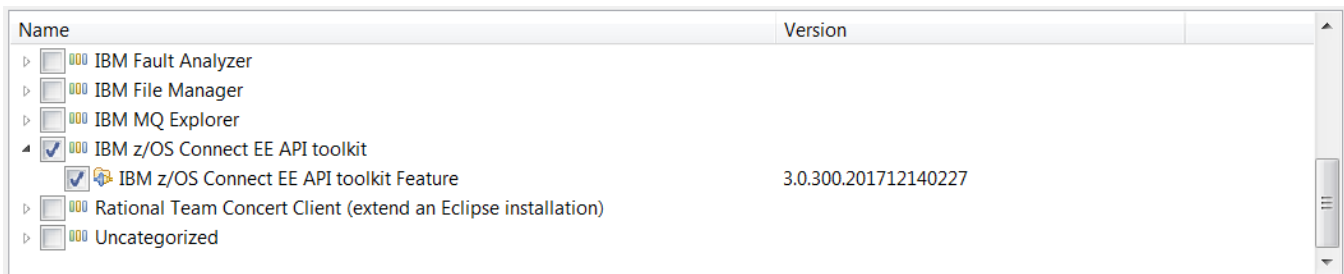 Name Version
IBM Fault Analyzer
IBM File Manager
IBM MQ Explorer
IBM z/OS Connect EE API toolkit
IBM z/OS Connect EE API toolkit Feature 3.0.300.201712140227
Rational Team Concert Client (extend an Eclipse installation)
Uncategorized